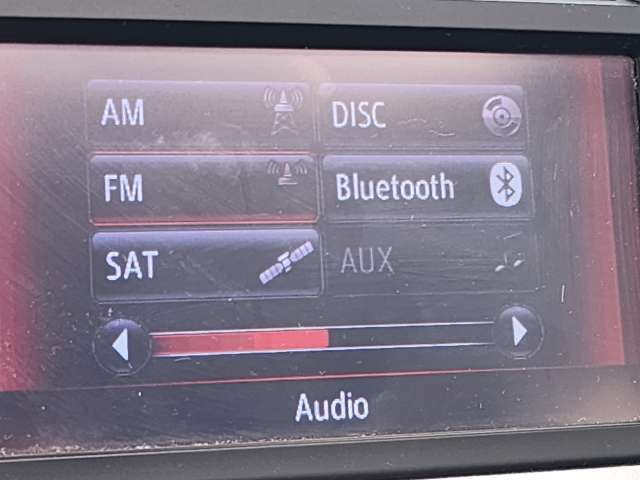 AM
DISC
FM
Bluetooth
SAT
AUX
Audio